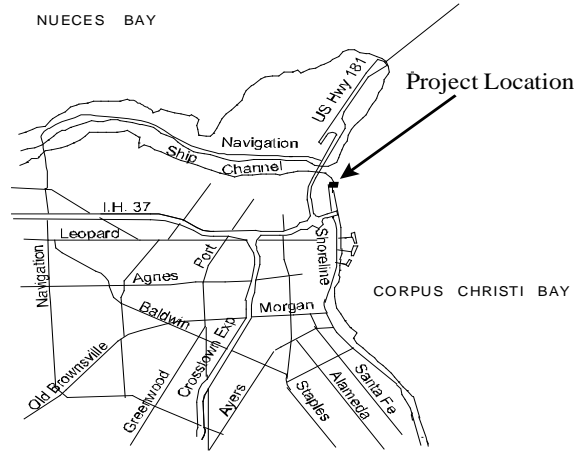 NUECES BAY
US Hwy 181
Project Location
Navigation
Ship
Channel
I.H. 37
Leopard
Port
Shoreline
Navigation
Agnes
CORPUS CHRISTI BAY
Baldwin
Morgan
Old Brownsville
Greenwood
Crosstown Exp
Ayers
Staples
Alameda
Santa Fe